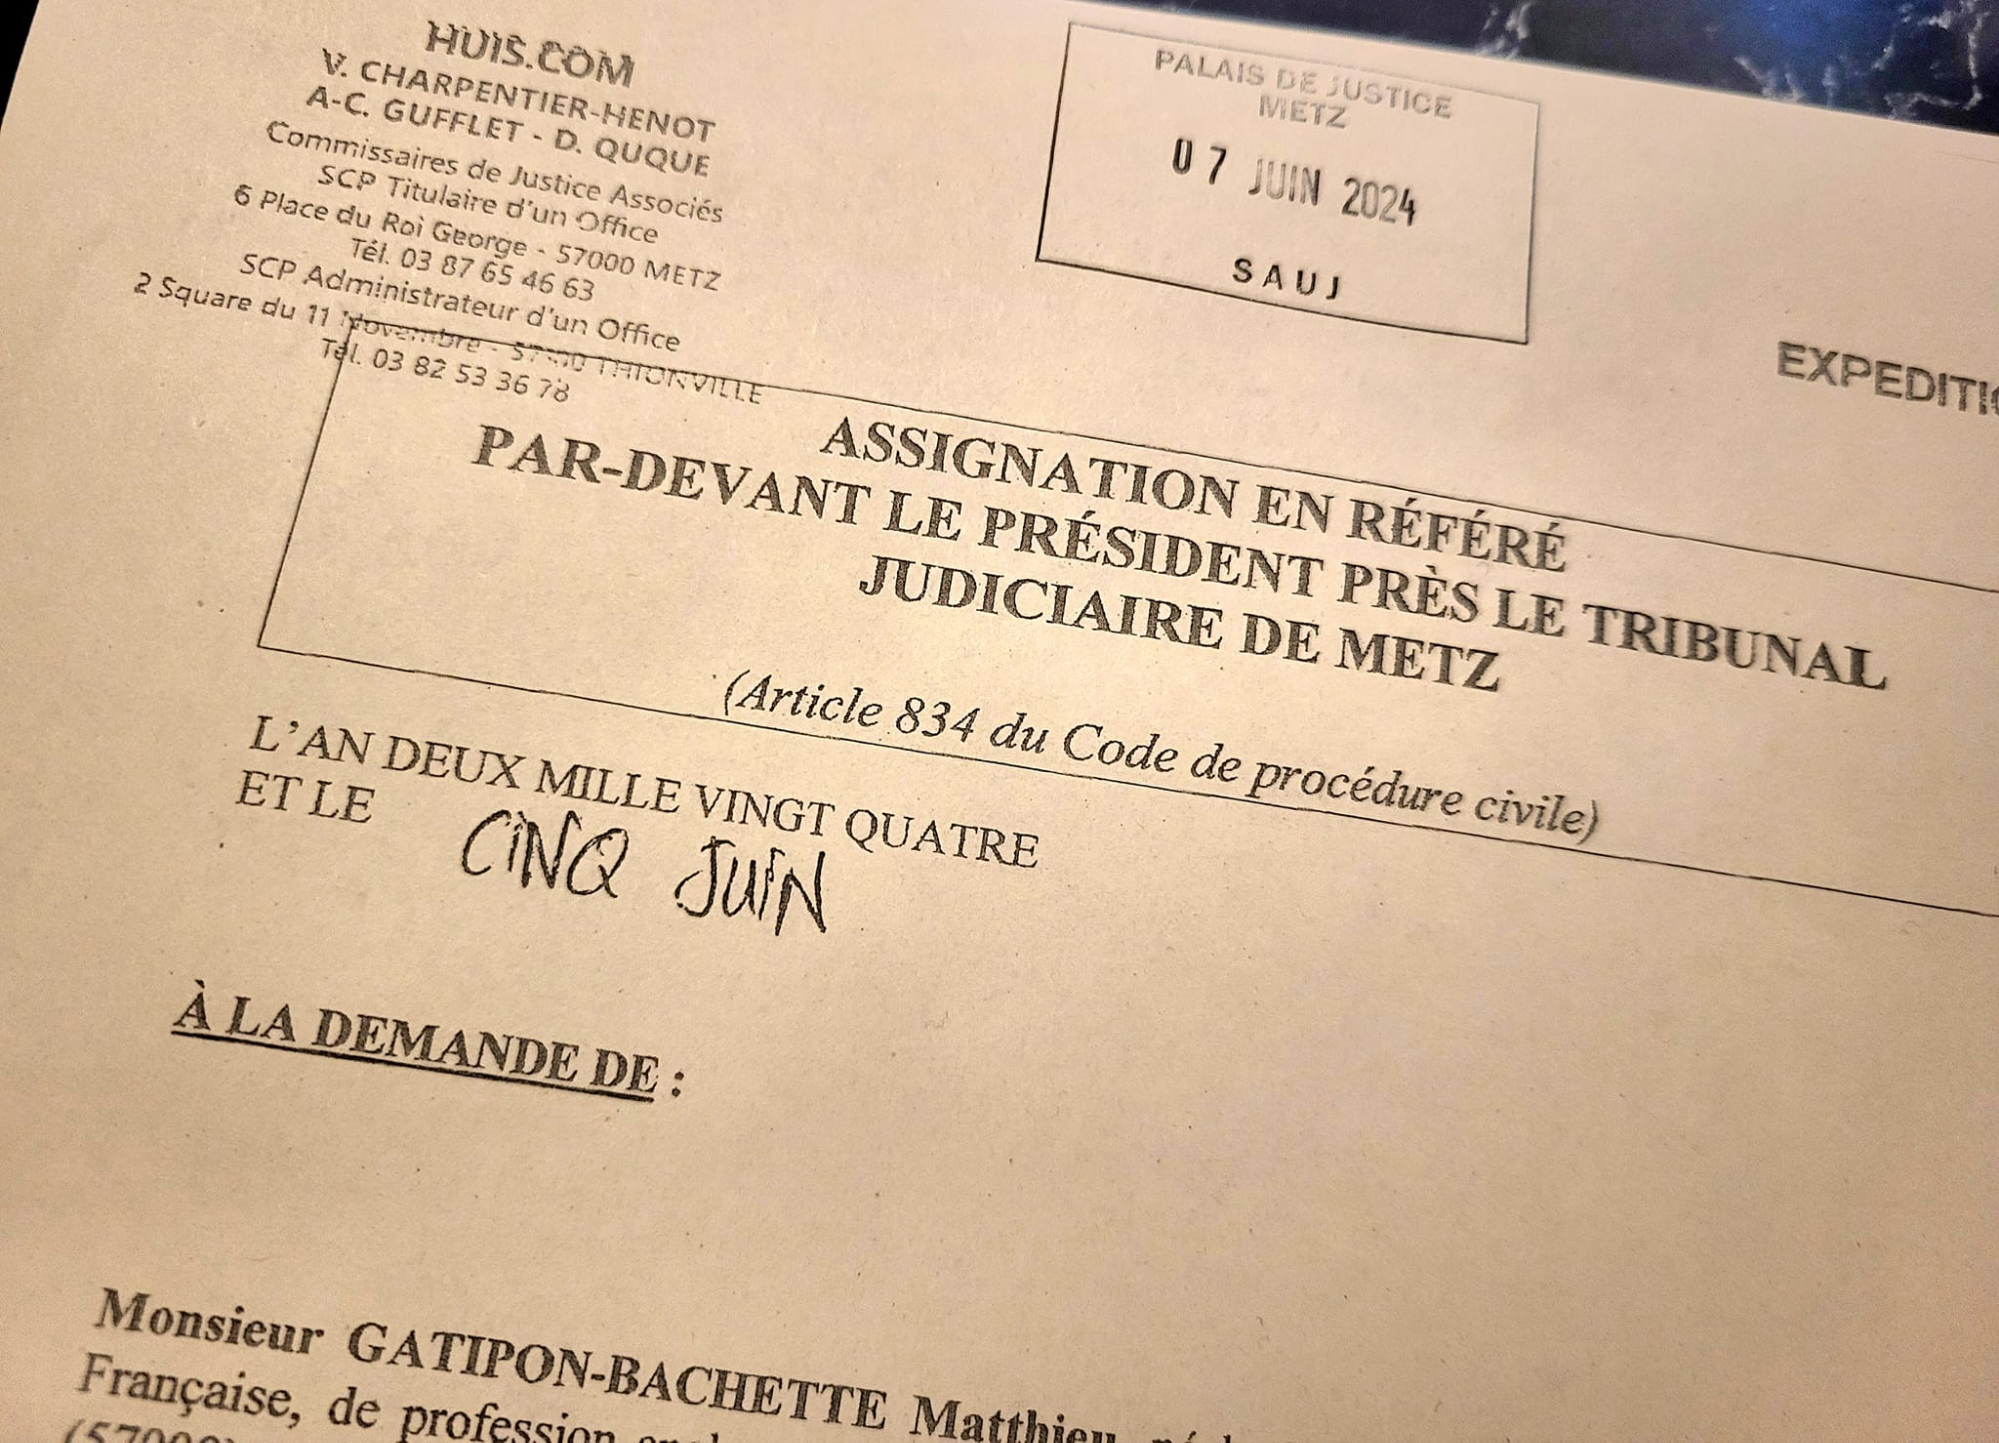 HUIS.COM
V. CHARPENTIER-HENOT
A-C. GUFFLET - D. QUQUE
Commissaires de Justice Associés
SCP Titulaire d'un Office
6 Place du Roi George - 57000 METZ
Tél. 03 87 65 46 63
SCP Administrateur d'un Office
2 Square du 11 Novembre - THIONVILLE
Tél. 03 82 53 36 78
PALAIS DE JUSTICE
METZ
07 JUIN 2024
SAUJ
ASSIGNATION EN RÉFÉRÉ
PAR-DEVANT LE PRÉSIDENT PRÈS LE TRIBUNAL
JUDICIAIRE DE METZ
(Article 834 du Code de procédure civile)
L'AN DEUX MILLE VINGT QUATRE
ET LE CINQ JUIN
À LA DEMANDE DE :
Monsieur GATIPON-BACHETTE Matthieu,
Française, de profession